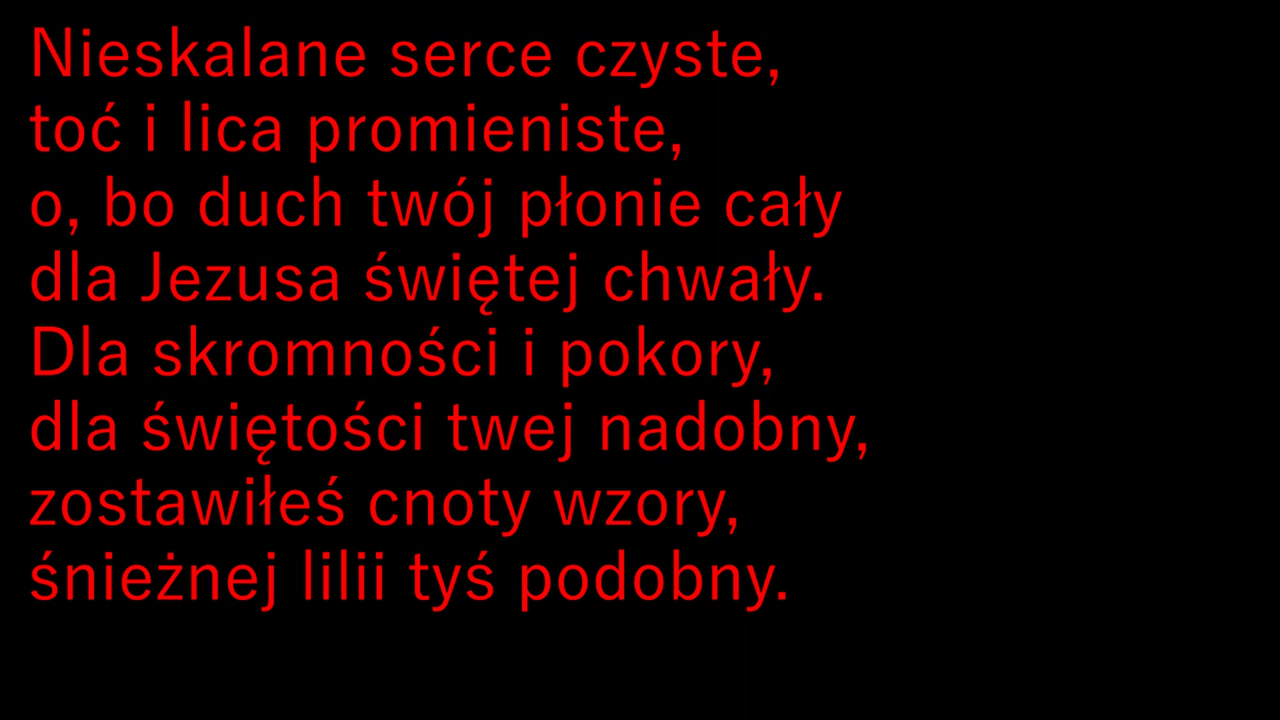 Nieskalane serce czyste,
toć i lica promieniste,
o, bo duch twój płonie cały
dla Jezusa świętej chwały.
Dla skromności i pokory,
dla świętości twej nadobny,
zostawiłeś cnoty wzory,
śnieżnej lilii tyś podobny.